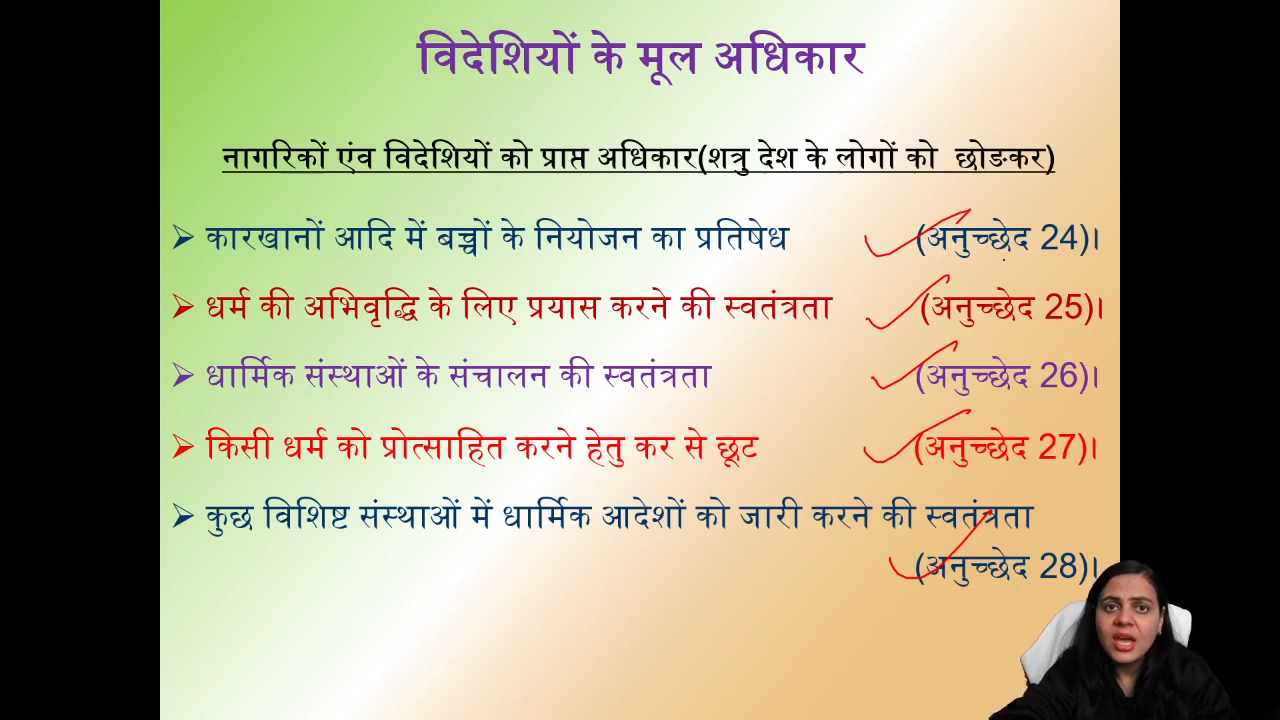 विदेशियों के मूल अधिकार
नागरिकों एंव विदेशियों को प्राप्त अधिकार(शत्रु देश के लोगों को छोङकर)
➢ कारखानों आदि में बच्चों के नियोजन का प्रतिषेध (अनुच्छेद 24)।
➢ धर्म की अभिवृद्धि के लिए प्रयास करने की स्वतंत्रता (अनुच्छेद 25)।
➢ धार्मिक संस्थाओं के संचालन की स्वतंत्रता (अनुच्छेद 26)।
➢ किसी धर्म को प्रोत्साहित करने हेतु कर से छूट (अनुच्छेद 27)।
➢ कुछ विशिष्ट संस्थाओं में धार्मिक आदेशों को जारी करने की स्वतंत्रता
(अनुच्छेद 28)।